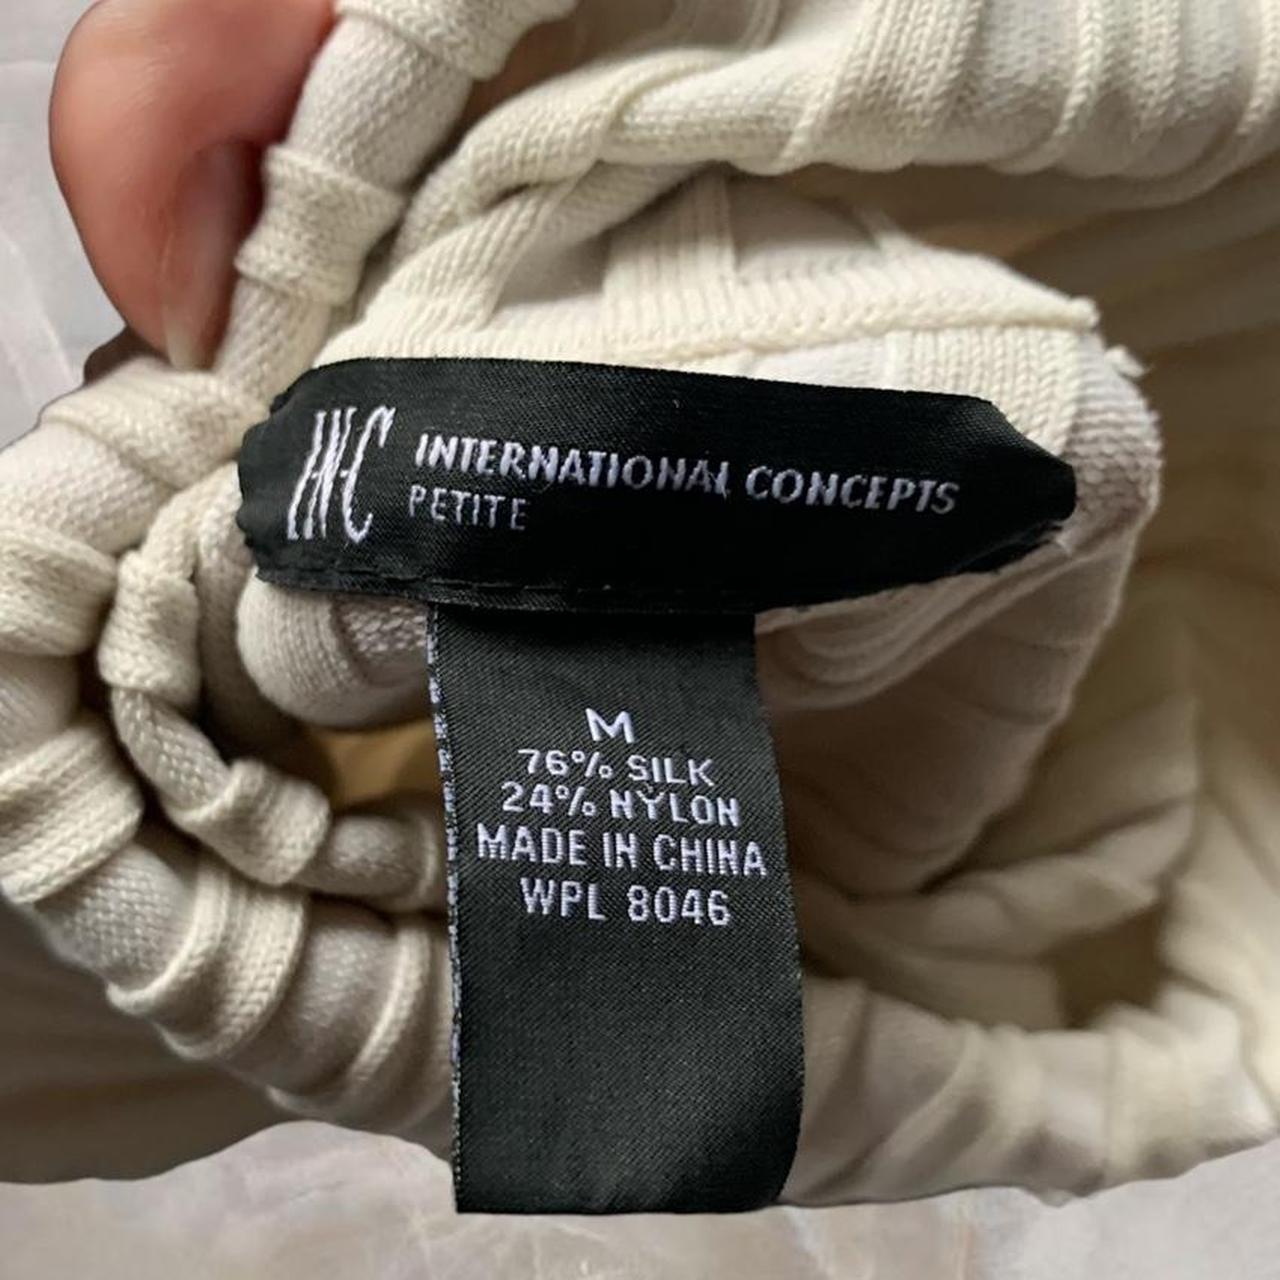 INC INTERNATIONAL CONCEPTS
PETITE
M
76% SILK
24% NYLON
MADE IN CHINA
WPL 8046